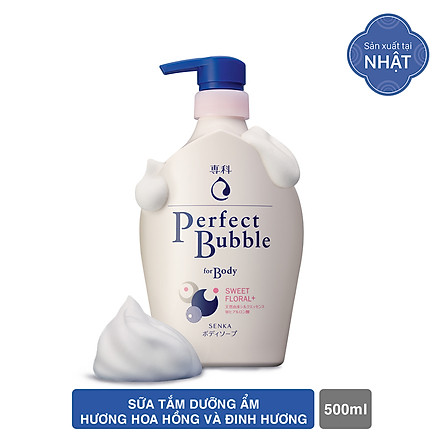 Sản xuất tại
NHẬT
専科
Perfect
Bubble
for Body
SWEET
FLORAL+
SENKA
ボディソープ
SỮA TẮM DƯỠNG ẨM
HƯƠNG HOA HỒNG VÀ ĐINH HƯƠNG
500ml